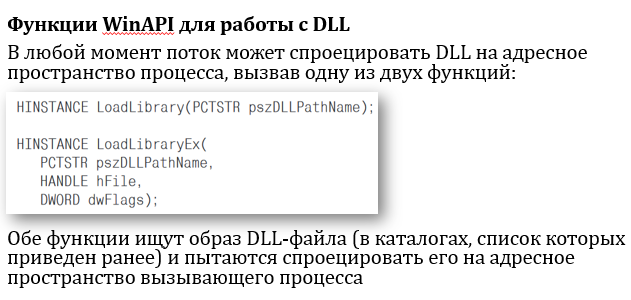 Функции WinAPI для работы с DLL
В любой момент поток может спроецировать DLL на адресное
пространство процесса, вызвав одну из двух функций:
HINSTANCE LoadLibrary(PCTSTR pszDLLPathName);
HINSTANCE LoadLibraryEx(
PCTSTR pszDLLPathName,
HANDLE hFile,
DWORD dwFlags);
Обе функции ищут образ DLL-файла (в каталогах, список которых
приведен ранее) и пытаются спроецировать его на адресное
пространство вызывающего процесса